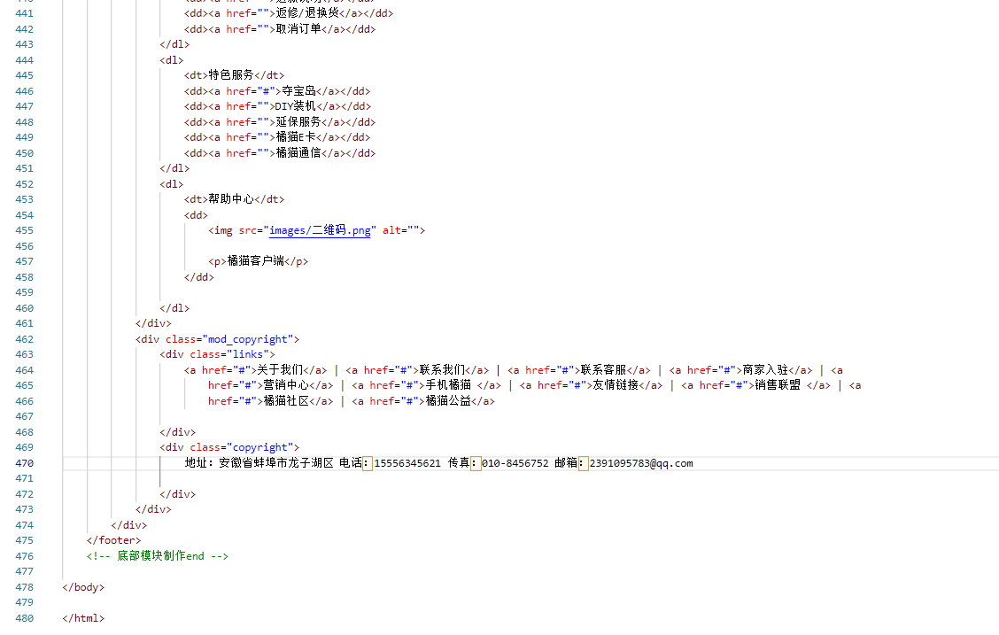 441 <dd><a href="">返修/退换货</a></dd>
442 <dd><a href="">取消订单</a></dd>
443 </dl>
444 <dl>
445 <dt>特色服务</dt>
446 <dd><a href="#">夺宝岛</a></dd>
447 <dd><a href="">DIY装机</a></dd>
448 <dd><a href="">延保服务</a></dd>
449 <dd><a href="">橘猫E卡</a></dd>
450 <dd><a href="">橘猫通信</a></dd>
451 </dl>
452 <dl>
453 <dt>帮助中心</dt>
454 <dd>
455 <img src="images/二维码.png" alt="">
456
457 <p>橘猫客户端</p>
458 </dd>
459
460 </dl>
461 </div>
462 <div class="mod_copyright">
463 <div class="links">
464 <a href="#">关于我们</a> | <a href="#">联系我们</a> | <a href="#">联系客服</a> | <a href="#">商家入驻</a> | <a
465 href="#">营销中心</a> | <a href="#">手机橘猫 </a> | <a href="#">友情链接</a> | <a href="#">销售联盟 </a> | <a
466 href="#">橘猫社区</a> | <a href="#">橘猫公益</a>
467
468 </div>
469 <div class="copyright">
470 地址：安徽省蚌埠市龙子湖区 电话：15556345621 传真：010-8456752 邮箱：2391095783@qq.com
471
472 </div>
473 </div>
474 </div>
475 </footer>
476 <!-- 底部模块制作end -->
477
478 </body>
479
480 </html>